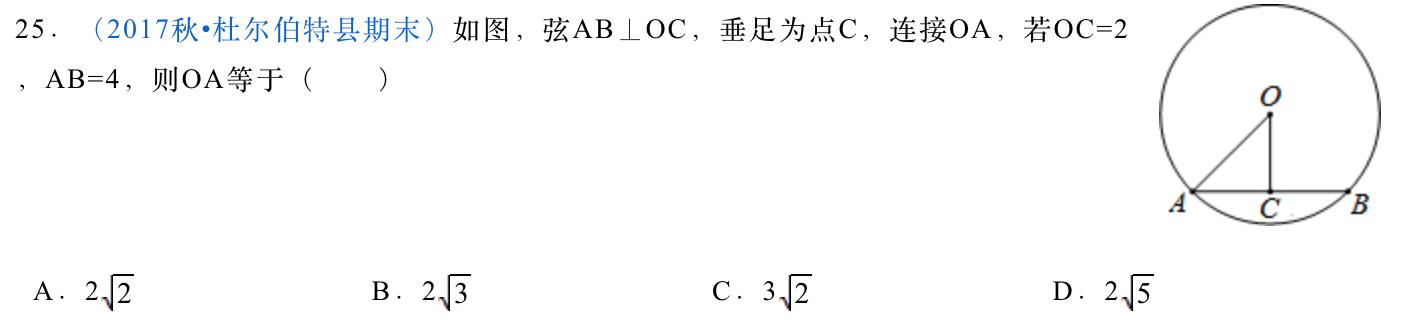 25. （2017秋•杜尔伯特县期末）如图，弦AB⊥OC，垂足为点C，连接OA，若OC=2
，AB=4，则OA等于（　　）
O
A C B
A. 2√2 B. 2√3 C. 3√2 D. 2√5